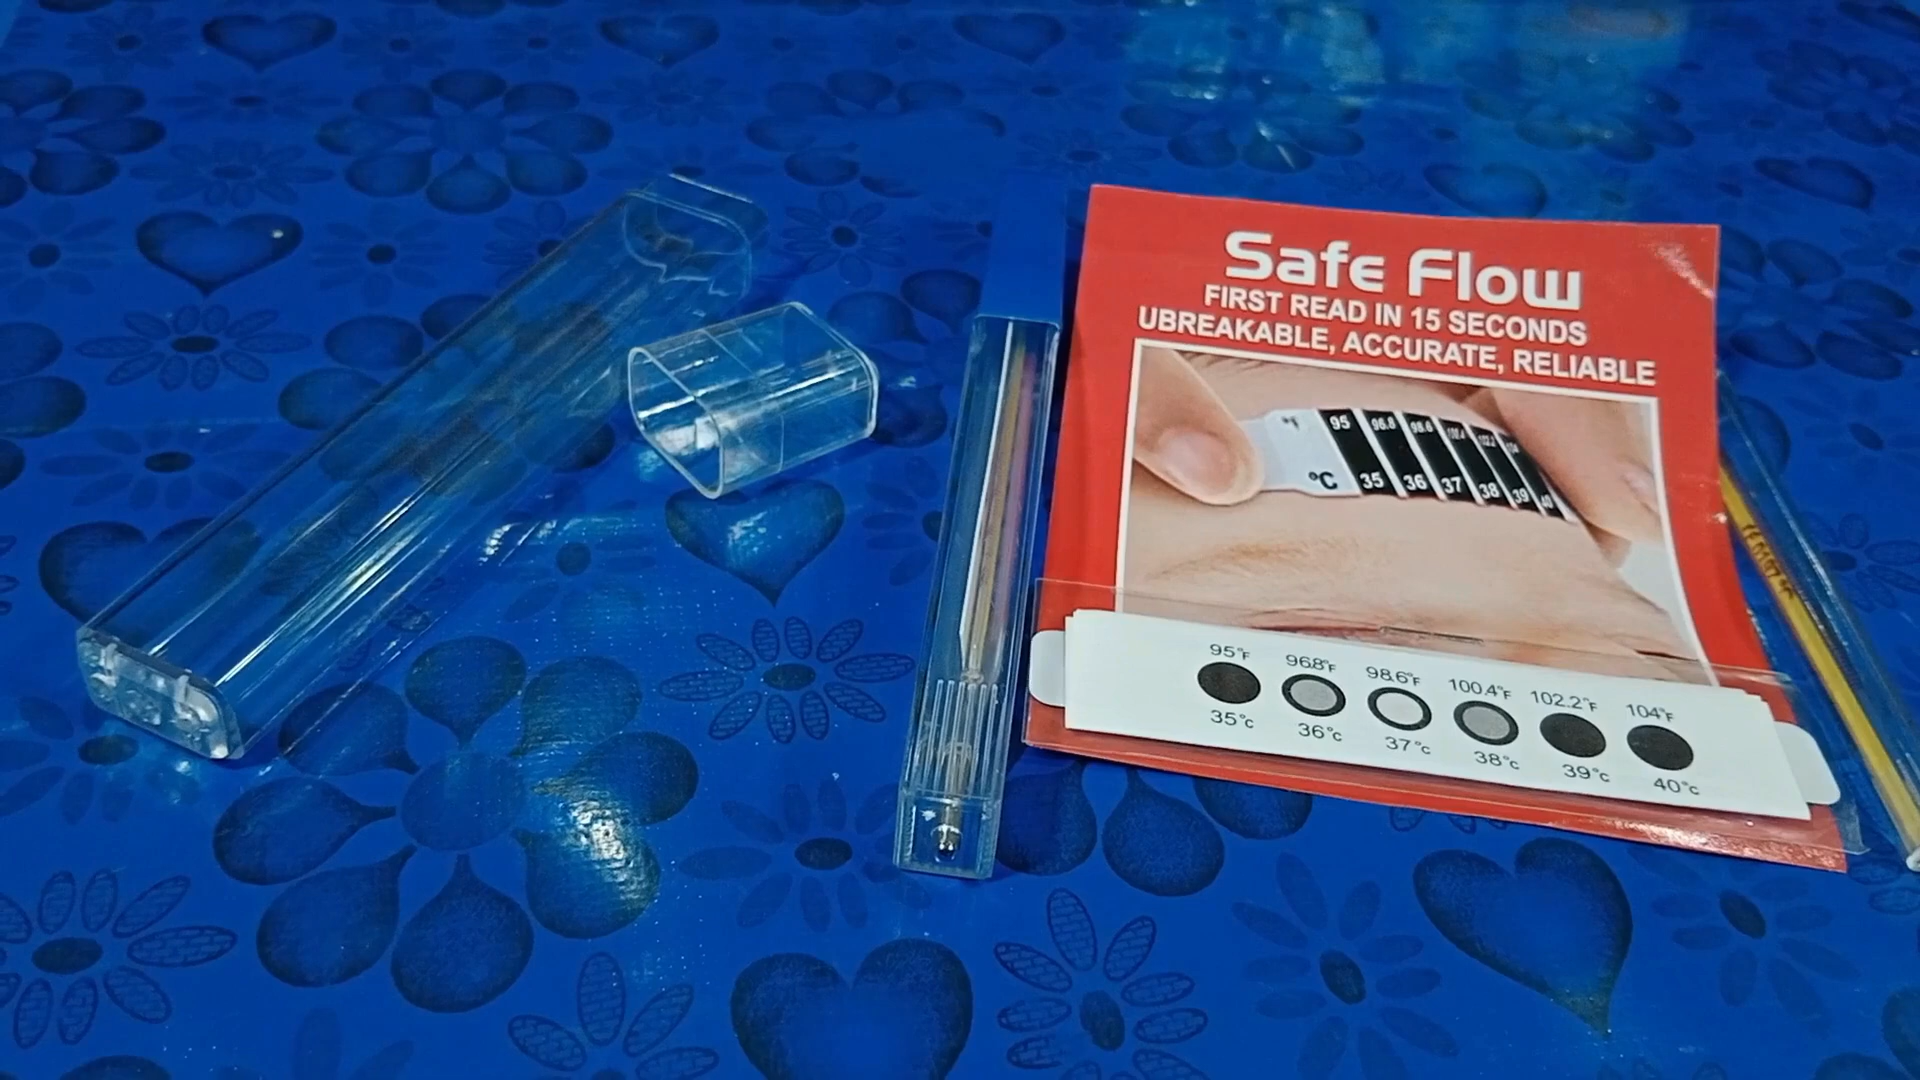 Safe Flow
FIRST READ IN 15 SECONDS
UBREAKABLE, ACCURATE, RELIABLE
°F 95 96.8 98.6 100.4 102.2 104
°C 35 36 37 38 39 40
95°F 96.8°F 98.6°F 100.4°F 102.2°F 104°F
35°C 36°C 37°C 38°C 39°C 40°C